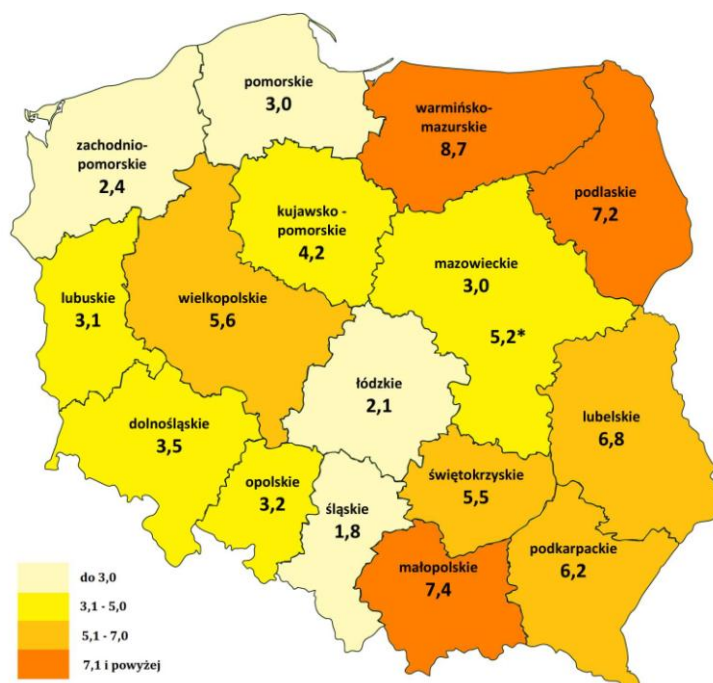 pomorskie
3,0
warmińsko-
mazurskie
8,7
zachodnio-
pomorskie
2,4
podlaskie
7,2
kujawsko -
pomorskie
4,2
mazowieckie
3,0
5,2*
lubuskie
3,1
wielkopolskie
5,6
łódzkie
2,1
dolnośląskie
3,5
lubelskie
6,8
opolskie
3,2
świętokrzyskie
5,5
śląskie
1,8
podkarpackie
6,2
małopolskie
7,4
do 3,0
3,1 - 5,0
5,1 - 7,0
7,1 i powyżej